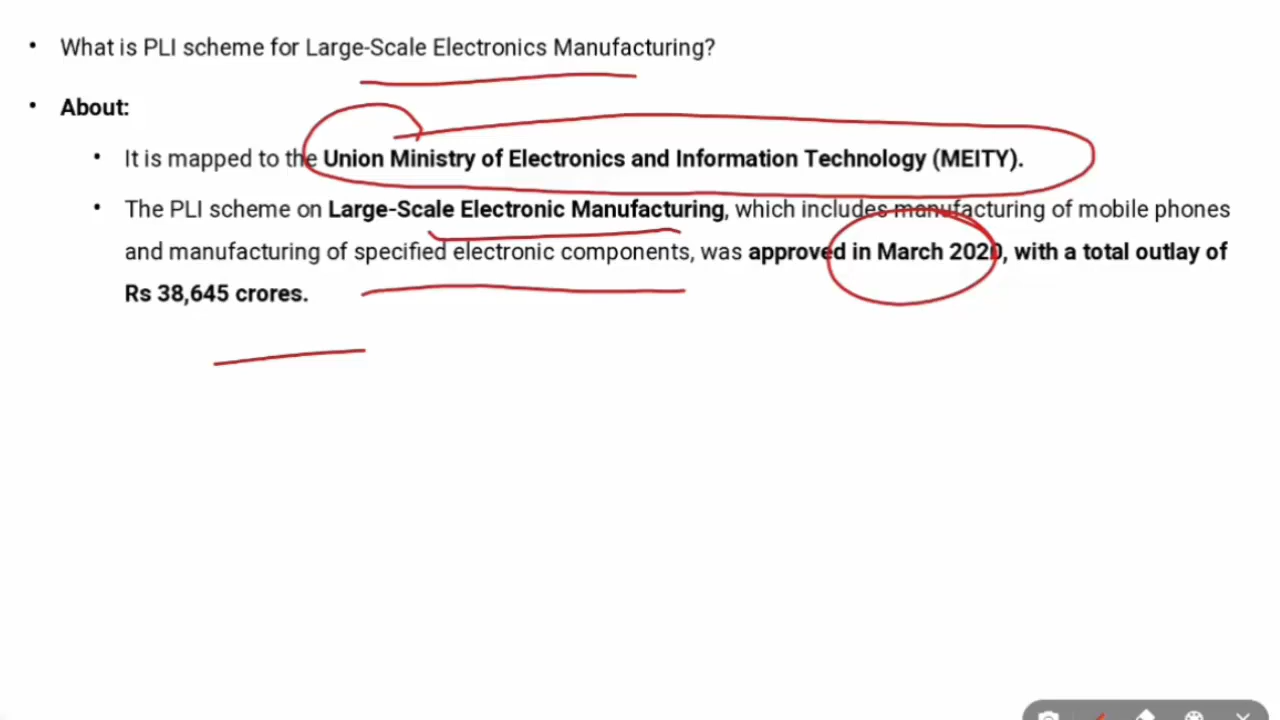 • What is PLI scheme for Large-Scale Electronics Manufacturing?
• About:
• It is mapped to the Union Ministry of Electronics and Information Technology (MEITY).
• The PLI scheme on Large-Scale Electronic Manufacturing, which includes manufacturing of mobile phones
and manufacturing of specified electronic components, was approved in March 2020, with a total outlay of
Rs 38,645 crores.